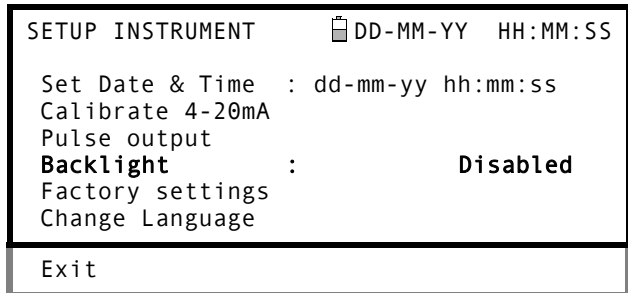 SETUP INSTRUMENT DD-MM-YY HH:MM:SS
Set Date & Time : dd-mm-yy hh:mm:ss
Calibrate 4-20mA
Pulse output
Backlight : Disabled
Factory settings
Change Language
Exit